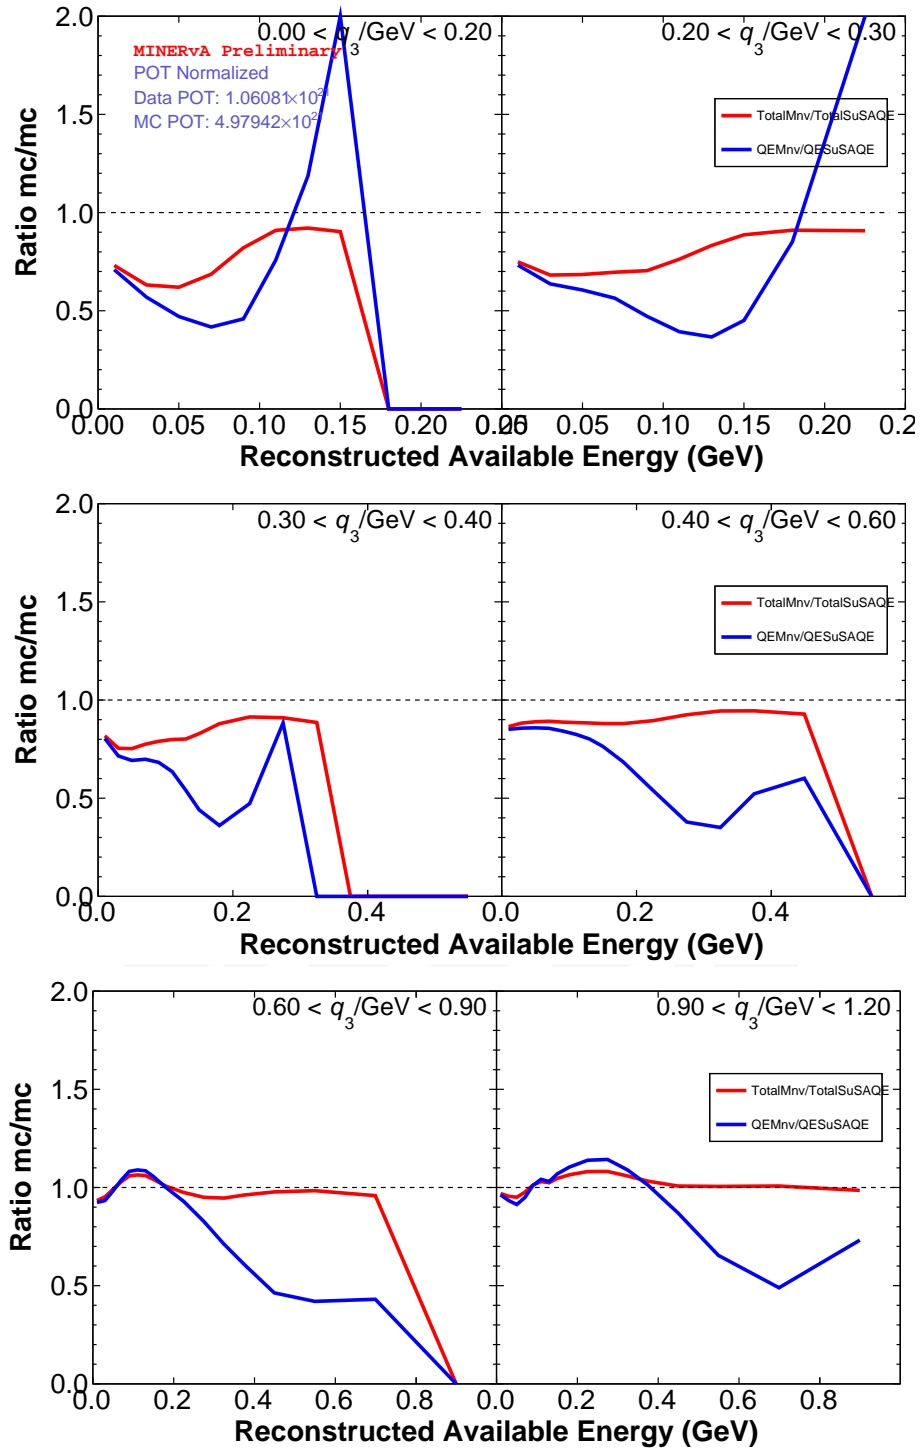 0.00 < q3/GeV < 0.20
0.20 < q3/GeV < 0.30
MINERvA Preliminary
POT Normalized
Data POT: 1.06081×10^21
MC POT: 4.97942×10
TotalMnv/TotalSuSAQE
QEMnv/QESuSAQE
Ratio mc/mc
2.0
1.5
1.0
0.5
0.0
0.00 0.05 0.10 0.15 0.20 0.05 0.10 0.15 0.20
Reconstructed Available Energy (GeV)
0.30 < q3/GeV < 0.40
0.40 < q3/GeV < 0.60
TotalMnv/TotalSuSAQE
QEMnv/QESuSAQE
Ratio mc/mc
2.0
1.5
1.0
0.5
0.0
0.0 0.2 0.4 0.0 0.2 0.4
Reconstructed Available Energy (GeV)
0.60 < q3/GeV < 0.90
0.90 < q3/GeV < 1.20
TotalMnv/TotalSuSAQE
QEMnv/QESuSAQE
Ratio mc/mc
2.0
1.5
1.0
0.5
0.0
0.0 0.2 0.4 0.6 0.8 0.2 0.4 0.6 0.8
Reconstructed Available Energy (GeV)